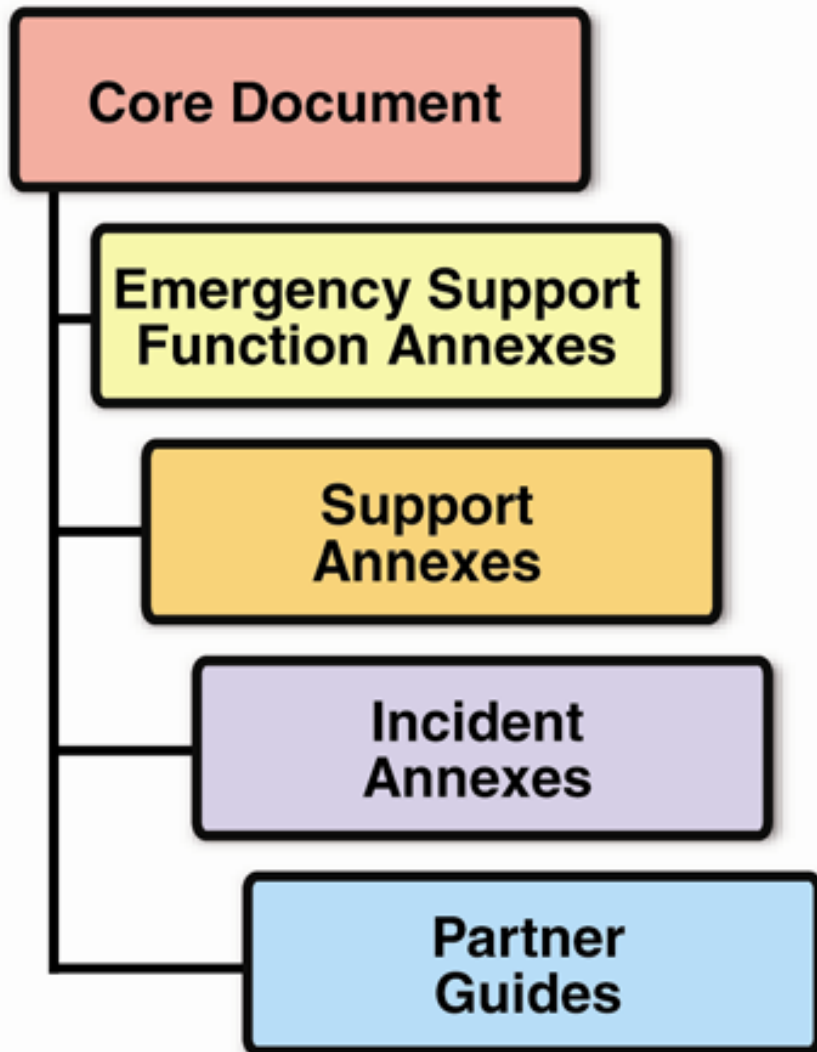 Core Document
Emergency Support
Function Annexes
Support
Annexes
Incident
Annexes
Partner
Guides